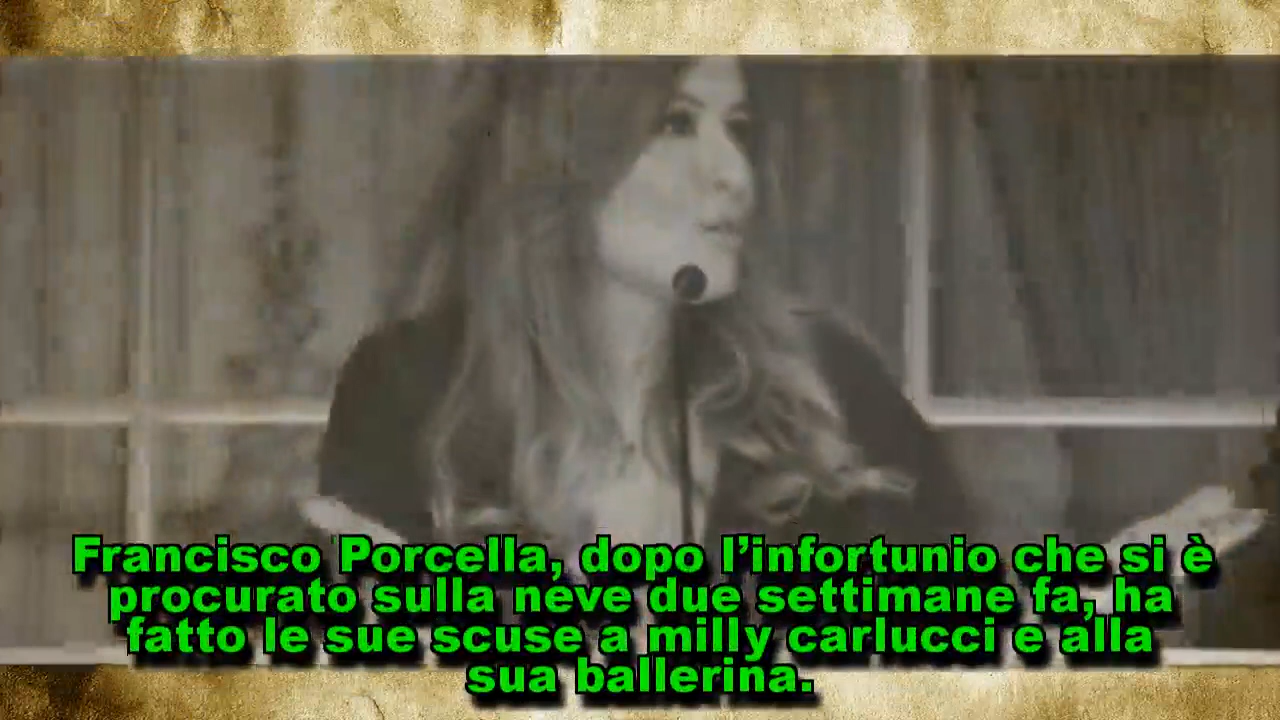 Francisco Porcella, dopo l’infortunio che si è
procurato sulla neve due settimane fa, ha
fatto le sue scuse a milly carlucci e alla
sua ballerina.